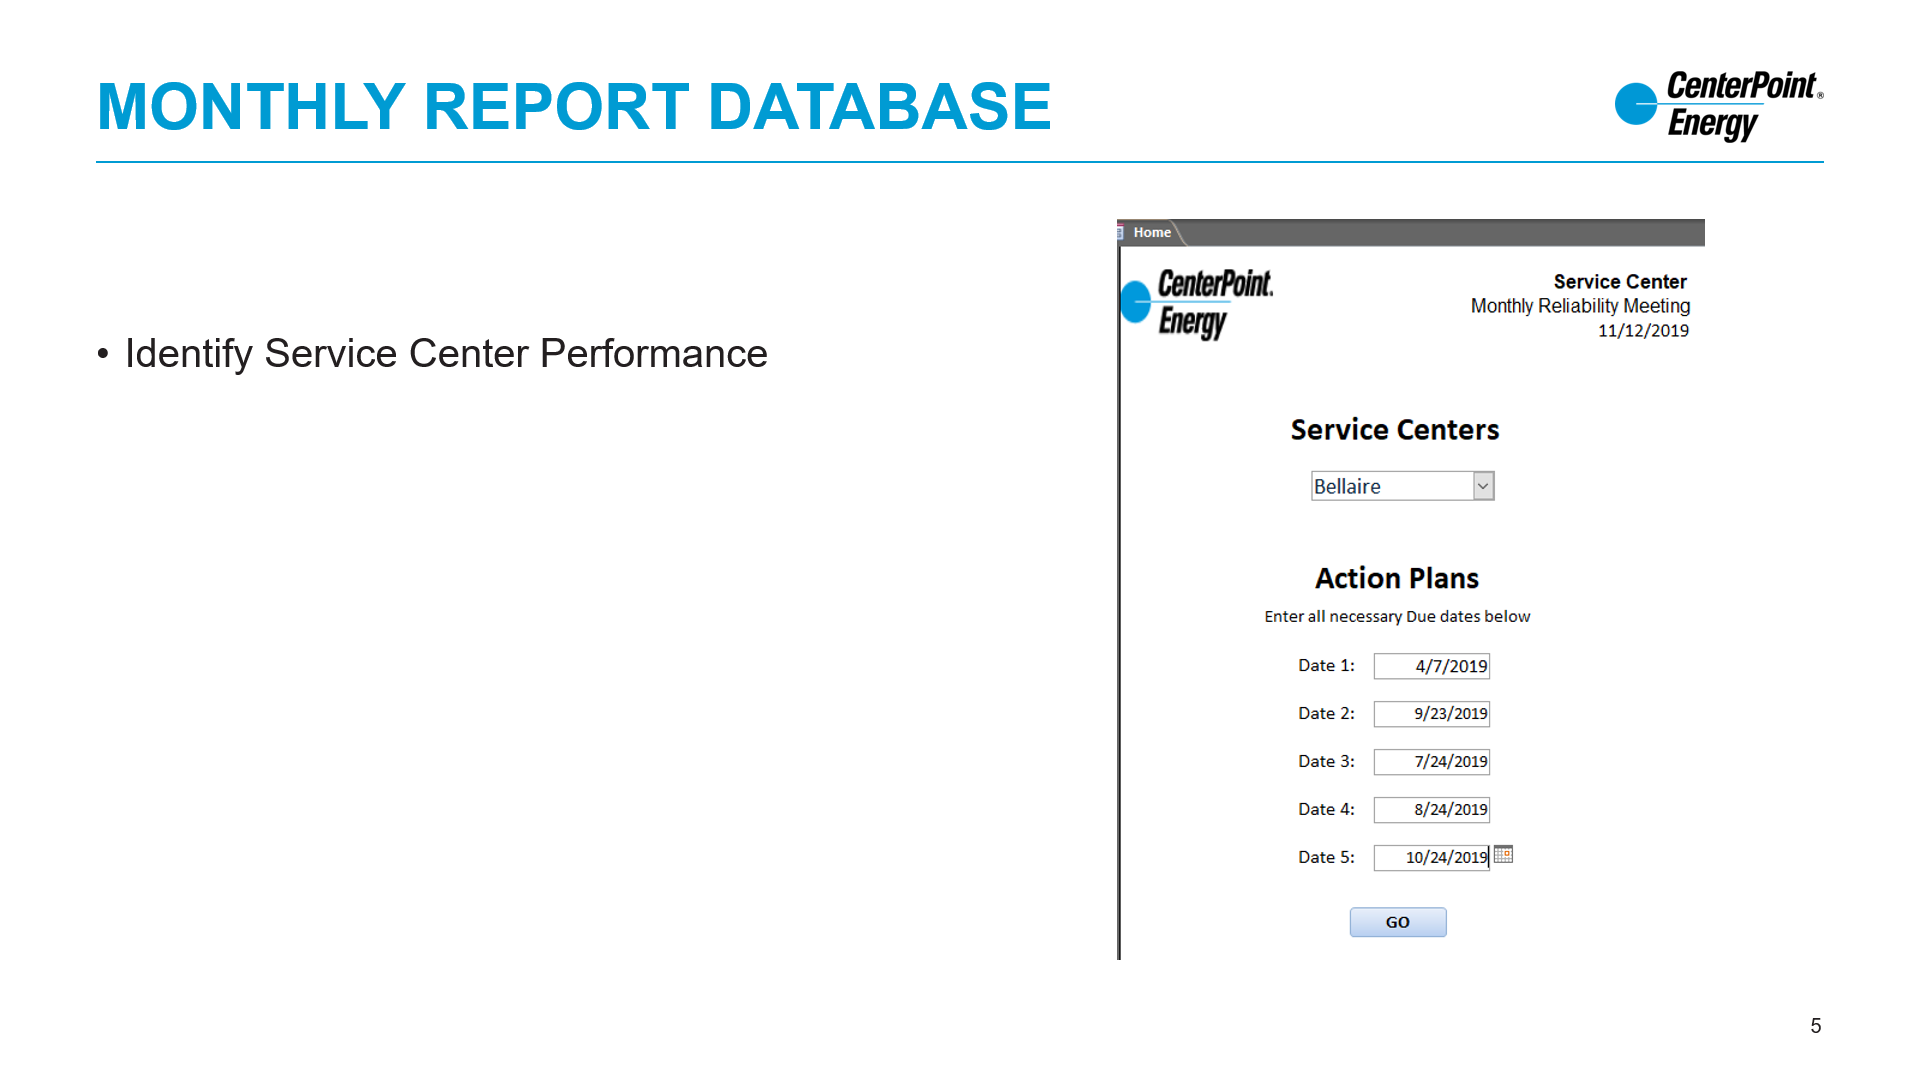 MONTHLY REPORT DATABASE
CenterPoint®
Energy
• Identify Service Center Performance
Home
CenterPoint.
Energy
Service Center
Monthly Reliability Meeting
11/12/2019
Service Centers
Bellaire
Action Plans
Enter all necessary Due dates below
Date 1: 4/7/2019
Date 2: 9/23/2019
Date 3: 7/24/2019
Date 4: 8/24/2019
Date 5: 10/24/2019
GO
5